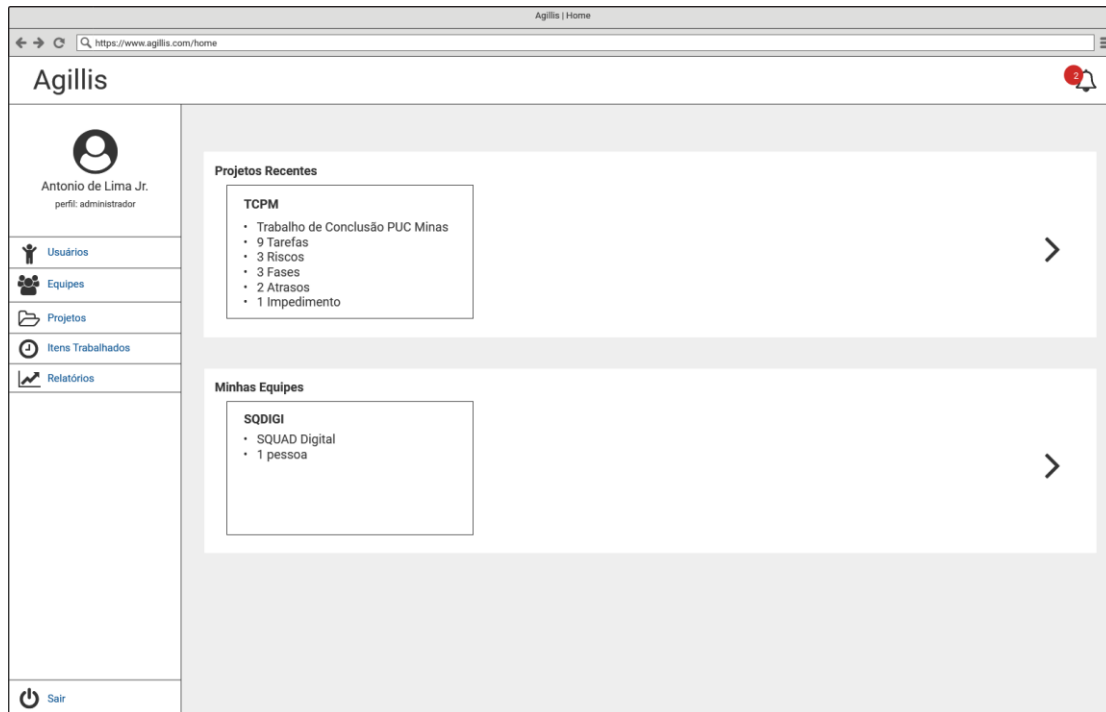 Agillis | Home
https://www.agillis.com/home
Agillis
2
Antonio de Lima Jr.
perfil: administrador
Usuários
Equipes
Projetos
Itens Trabalhados
Relatórios
Sair
Projetos Recentes
TCPM
• Trabalho de Conclusão PUC Minas
• 9 Tarefas
• 3 Riscos
• 3 Fases
• 2 Atrasos
• 1 Impedimento
Minhas Equipes
SQDIGI
• SQUAD Digital
• 1 pessoa